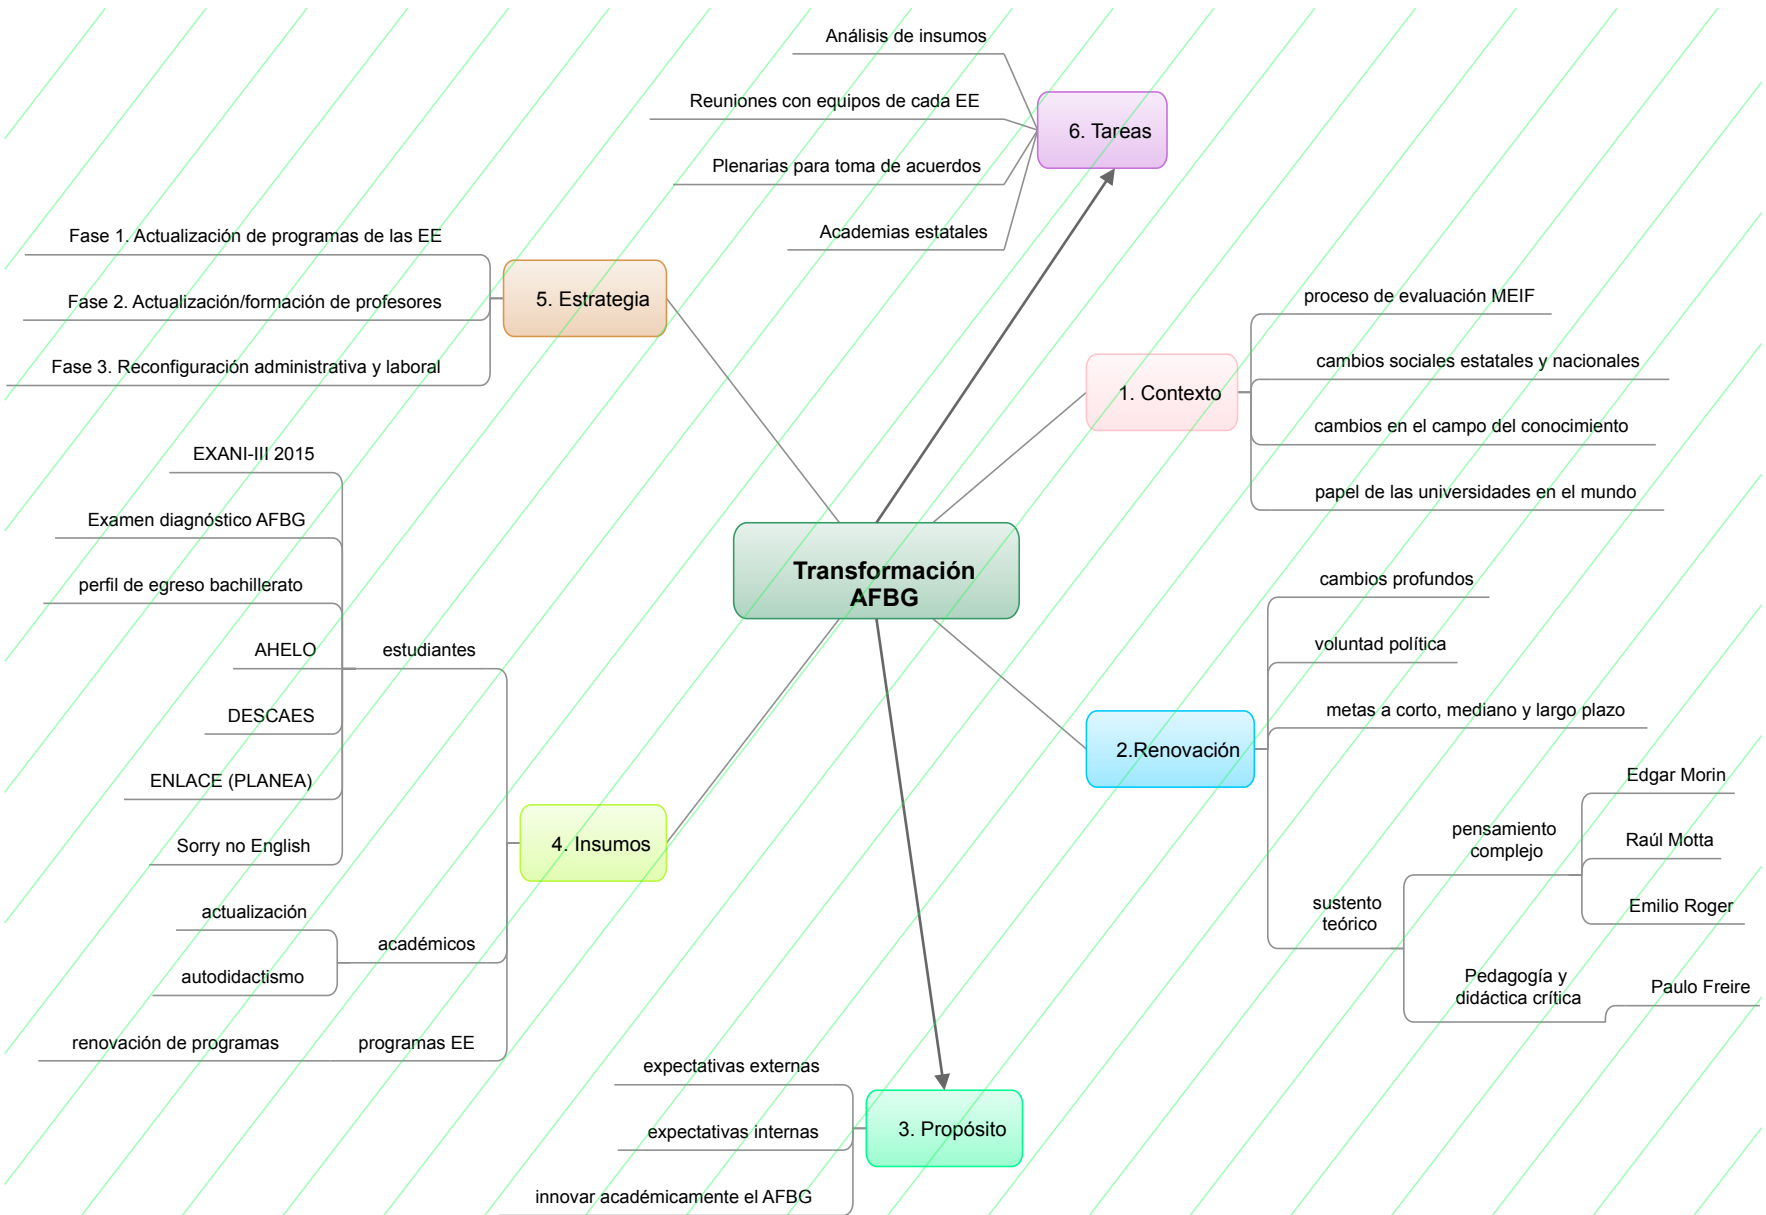 Transformación
AFBG
1. Contexto
proceso de evaluación MEIF
cambios sociales estatales y nacionales
cambios en el campo del conocimiento
papel de las universidades en el mundo
2.Renovación
cambios profundos
voluntad política
metas a corto, mediano y largo plazo
sustento
teórico
pensamiento
complejo
Edgar Morin
Raúl Motta
Emilio Roger
Pedagogía y
didáctica crítica
Paulo Freire
3. Propósito
expectativas externas
expectativas internas
innovar académicamente el AFBG
4. Insumos
estudiantes
EXANI-III 2015
Examen diagnóstico AFBG
perfil de egreso bachillerato
AHELO
DESCAES
ENLACE (PLANEA)
Sorry no English
académicos
actualización
autodidactismo
programas EE
renovación de programas
5. Estrategia
Fase 1. Actualización de programas de las EE
Fase 2. Actualización/formación de profesores
Fase 3. Reconfiguración administrativa y laboral
6. Tareas
Análisis de insumos
Reuniones con equipos de cada EE
Plenarias para toma de acuerdos
Academias estatales